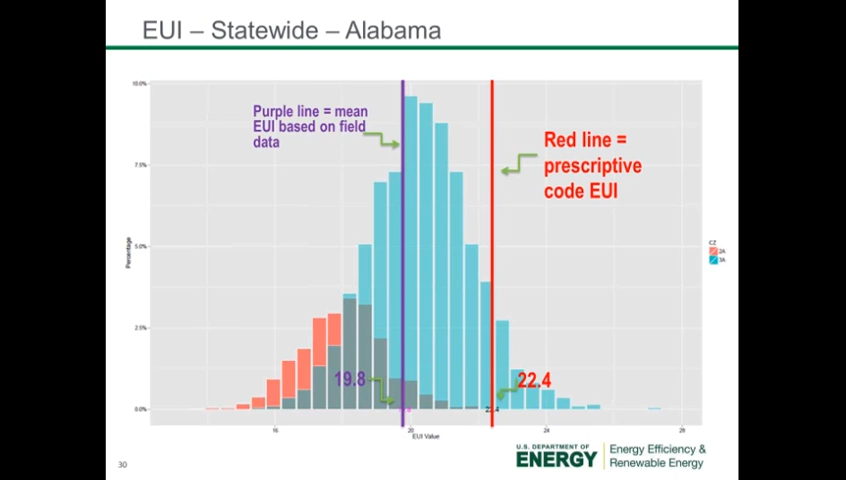 EUI – Statewide – Alabama
10.0%
Purple line = mean
EUI based on field
data
Red line =
prescriptive
code EUI
7.5%
Percentage
5.0%
CZ
2A
3A
2.5%
19.8
22.4
0.0%
22.4
16
20
24
28
EUI Value
U.S. DEPARTMENT OF
ENERGY
Energy Efficiency &
Renewable Energy
30